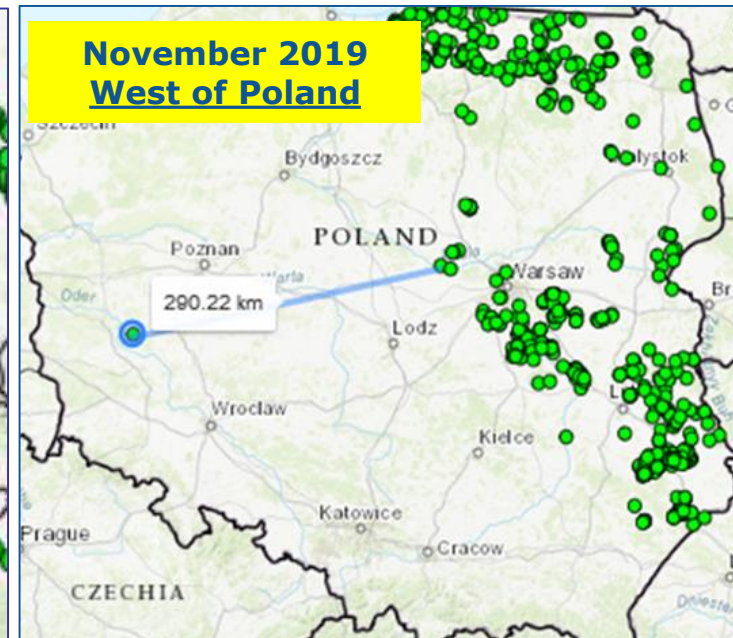 November 2019
West of Poland
Szczecin
Bydgoszcz
POLAND
Poznan
Warta
Warsaw
Oder
290.22 km
Lodz
Wroclaw
Kielce
Katowice
Prague
Cracow
CZECHIA